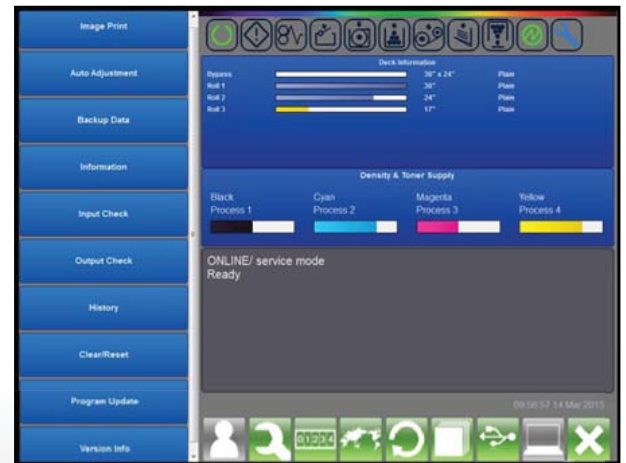 Image Print
Auto Adjustment
Backup Data
Information
Input Check
Output Check
History
Clear/Reset
Program Update
Version Info
Deck Information
Bypass 36" x 24" Plain
Roll 1 36" Plain
Roll 2 24" Plain
Roll 3 17" Plain
Density & Toner Supply
Black Cyan Magenta Yellow
Process 1 Process 2 Process 3 Process 4
ONLINE/ service mode
Ready
09:56:57 14 Mar 2015
01234